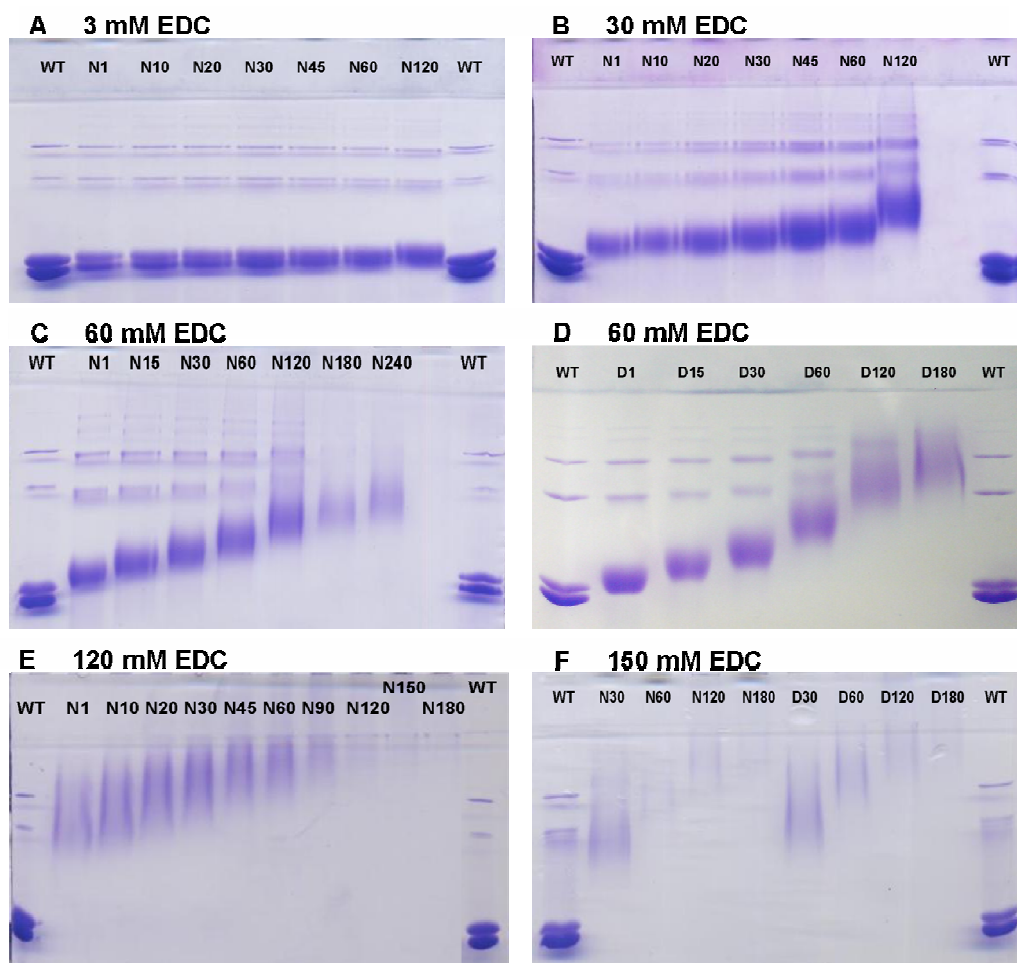 A 3 mM EDC
WT N1 N10 N20 N30 N45 N60 N120 WT
B 30 mM EDC
WT N1 N10 N20 N30 N45 N60 N120 WT
C 60 mM EDC
WT N1 N15 N30 N60 N120 N180 N240 WT
D 60 mM EDC
WT D1 D15 D30 D60 D120 D180 WT
E 120 mM EDC
N150 WT
WT N1 N10 N20 N30 N45 N60 N90 N120 N180
F 150 mM EDC
WT N30 N60 N120 N180 D30 D60 D120 D180 WT